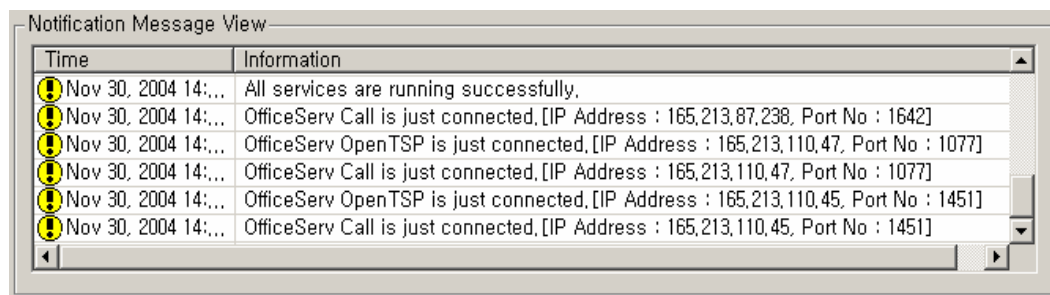 Notification Message View
Time Information
Nov 30, 2004 14:... All services are running successfully.
Nov 30, 2004 14:... OfficeServ Call is just connected.[IP Address : 165.213.87.238, Port No : 1642]
Nov 30, 2004 14:... OfficeServ OpenTSP is just connected.[IP Address : 165.213.110.47, Port No : 1077]
Nov 30, 2004 14:... OfficeServ Call is just connected.[IP Address : 165.213.110.47, Port No : 1077]
Nov 30, 2004 14:... OfficeServ OpenTSP is just connected.[IP Address : 165.213.110.45, Port No : 1451]
Nov 30, 2004 14:... OfficeServ Call is just connected.[IP Address : 165.213.110.45, Port No : 1451]